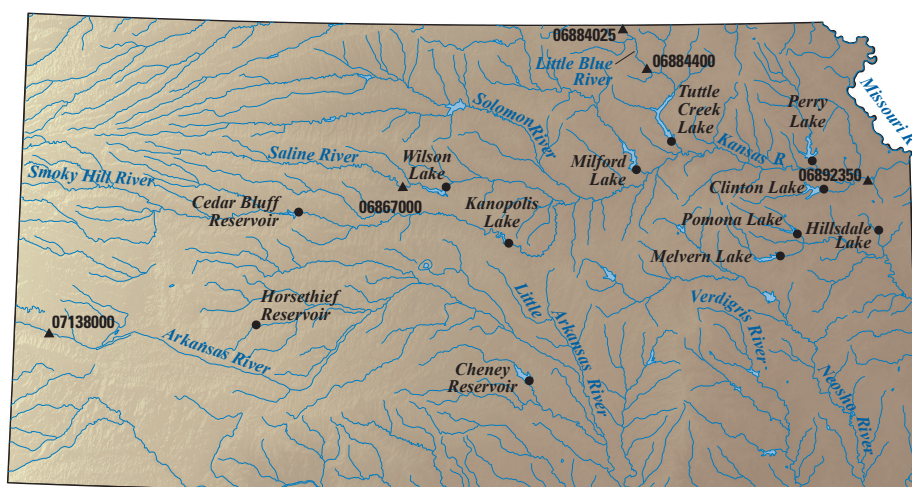 06884025
Little Blue
River
06884400
Tuttle
Creek
Lake
Perry
Lake
Missouri R
Solomon River
Saline River
Wilson
Lake
Milford
Lake
Kansas R
06892350
Smoky Hill River
06867000
Clinton Lake
Cedar Bluff
Reservoir
Kanopolis
Lake
Pomona Lake
Hillsdale
Lake
Melvern Lake
Horsethief
Reservoir
07138000
Arkansas River
Little Arkansas River
Verdigris River
Cheney
Reservoir
Neosho River